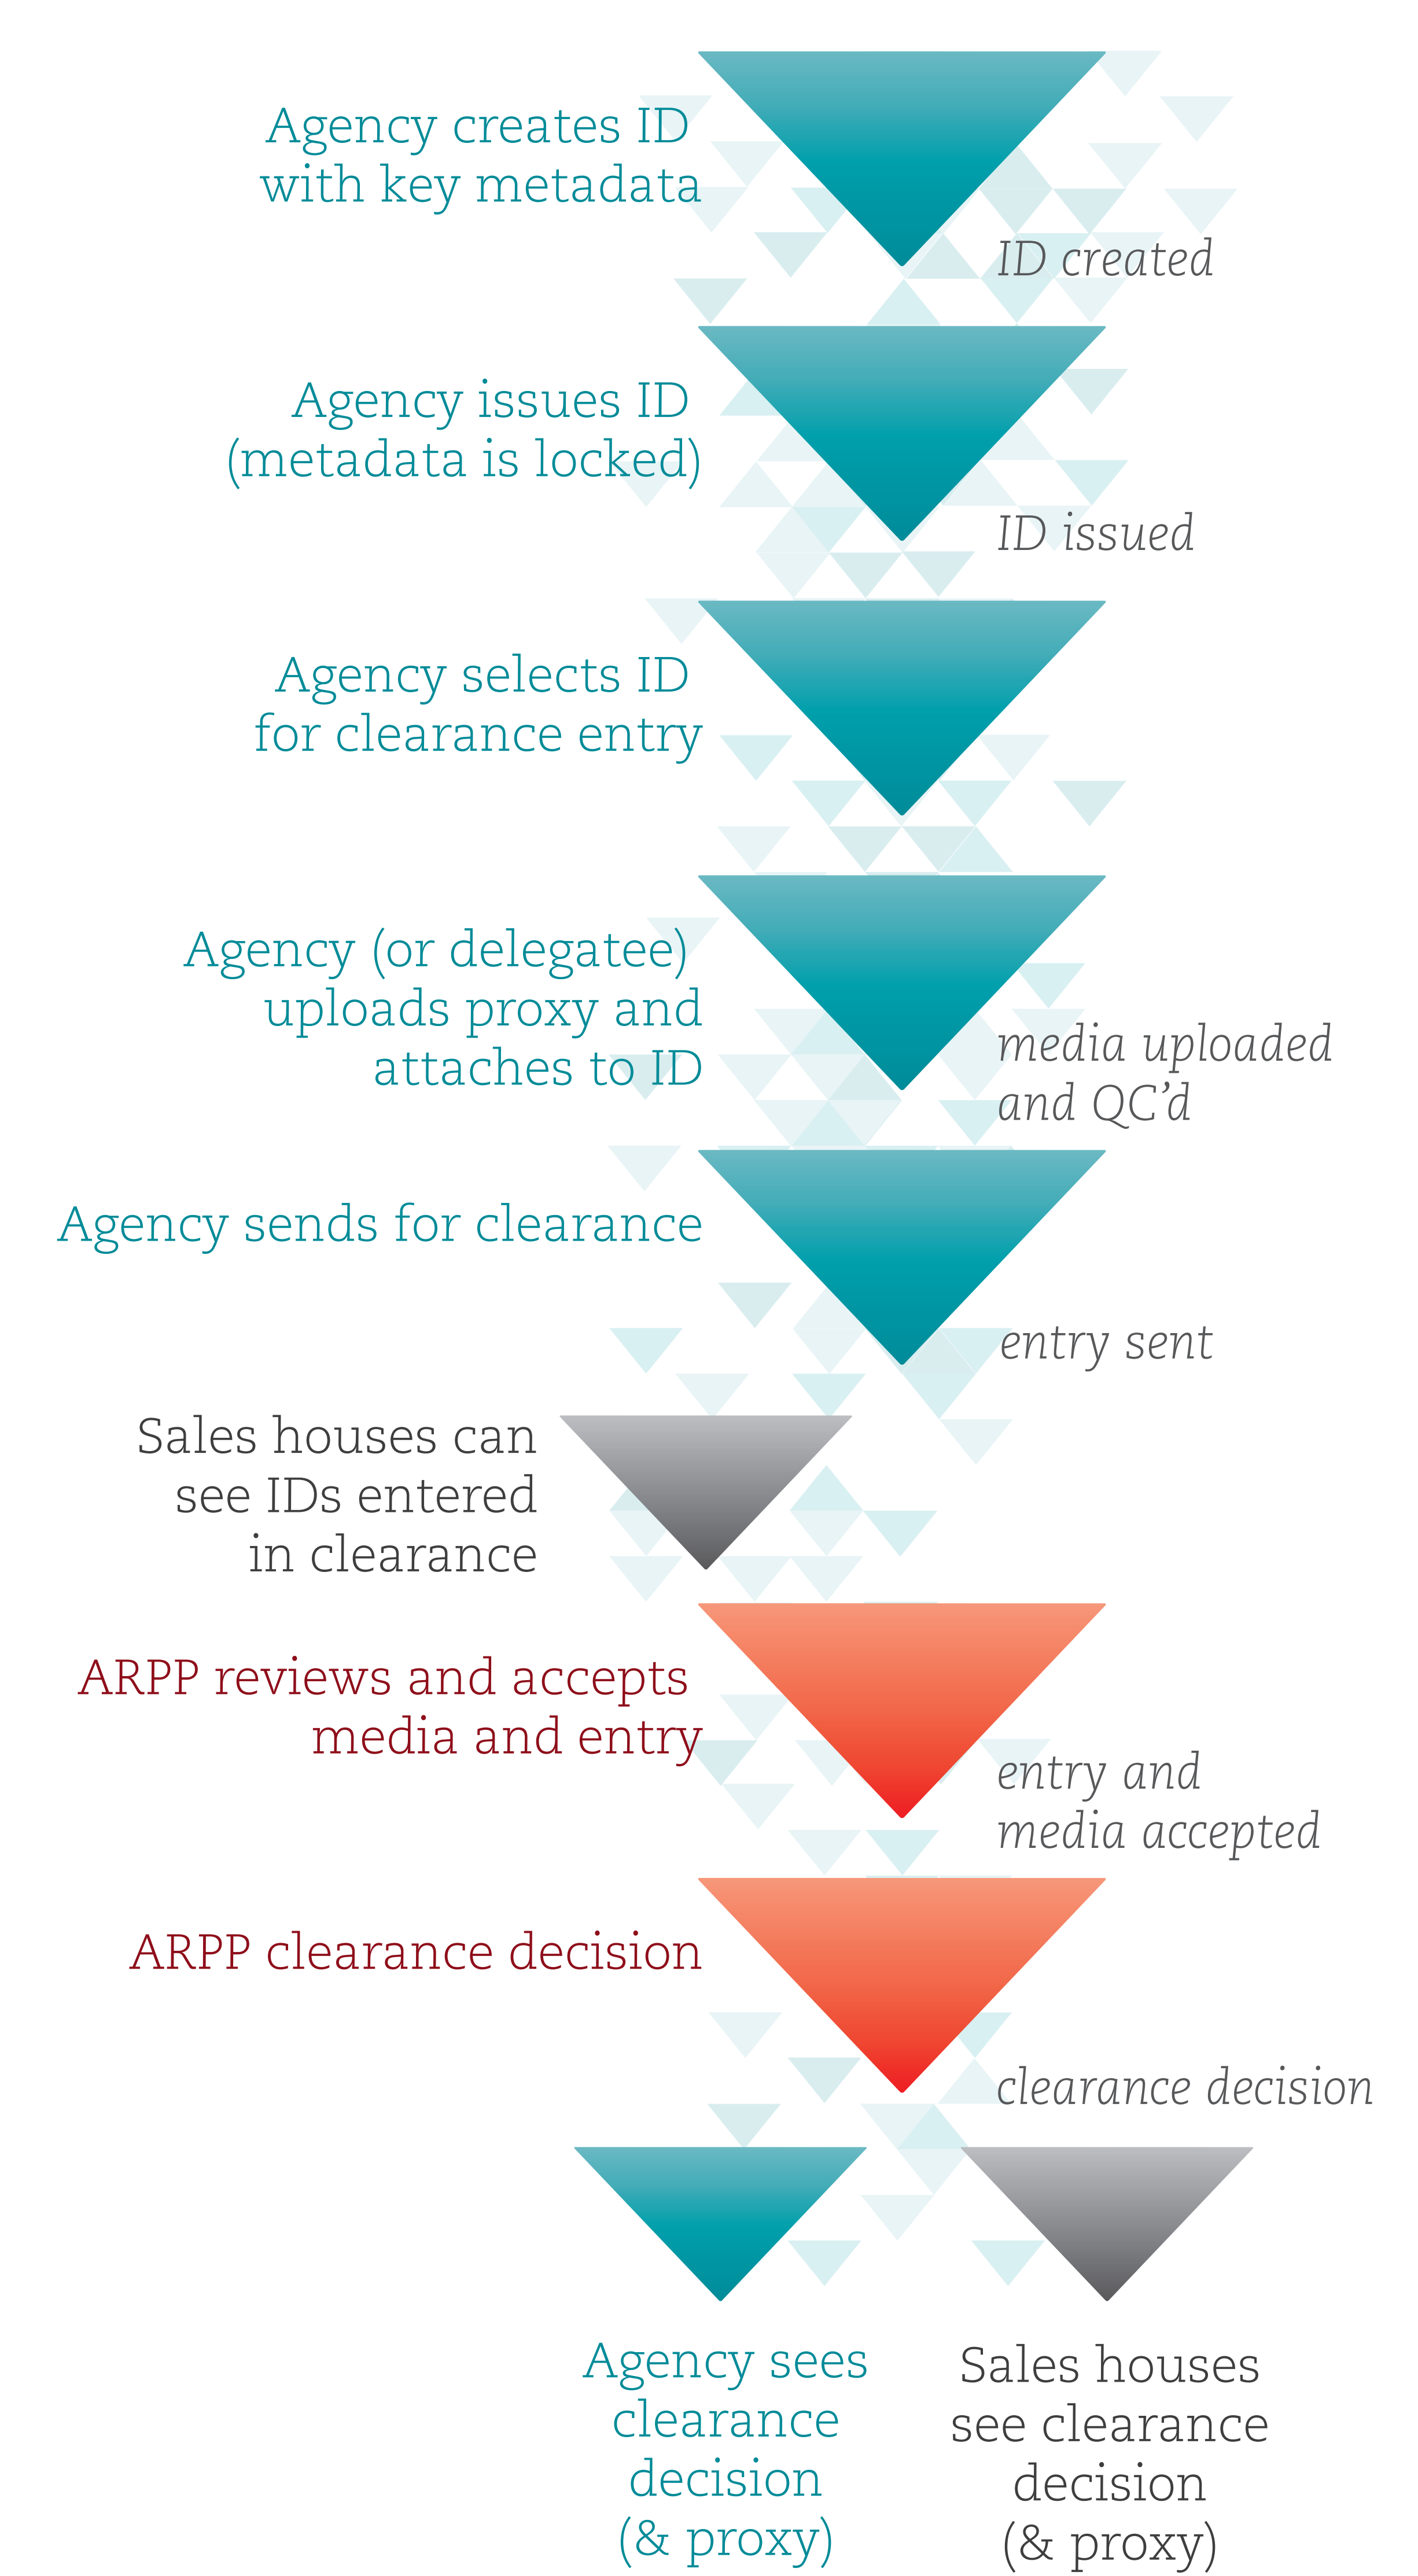 Agency creates ID
with key metadata
ID created
Agency issues ID
(metadata is locked)
ID issued
Agency selects ID
for clearance entry
Agency (or delegatee)
uploads proxy and
attaches to ID
media uploaded
and QC’d
Agency sends for clearance
entry sent
Sales houses can
see IDs entered
in clearance
ARPP reviews and accepts
media and entry
entry and
media accepted
ARPP clearance decision
clearance decision
Agency sees
clearance
decision
(& proxy)
Sales houses
see clearance
decision
(& proxy)